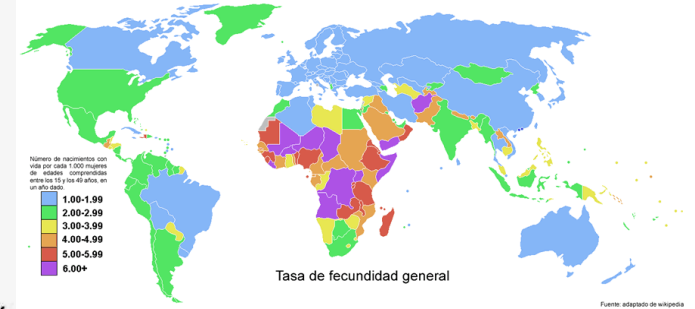 Número de nacimientos con
vida por cada 1.000 mujeres
de edades comprendidas
entre los 15 y los 49 años, en
un año dado.
1.00-1.99
2.00-2.99
3.00-3.99
4.00-4.99
5.00-5.99
6.00+
Tasa de fecundidad general
Fuente: adaptado de wikipedia